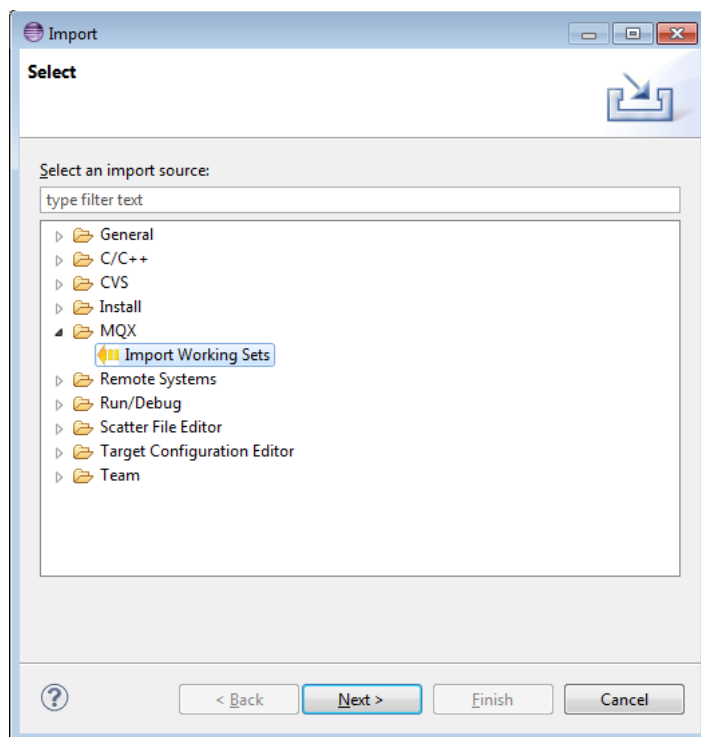 Import
Select
Select an import source:
type filter text
General
C/C++
CVS
Install
MQX
Import Working Sets
Remote Systems
Run/Debug
Scatter File Editor
Target Configuration Editor
Team
? < Back Next > Finish Cancel